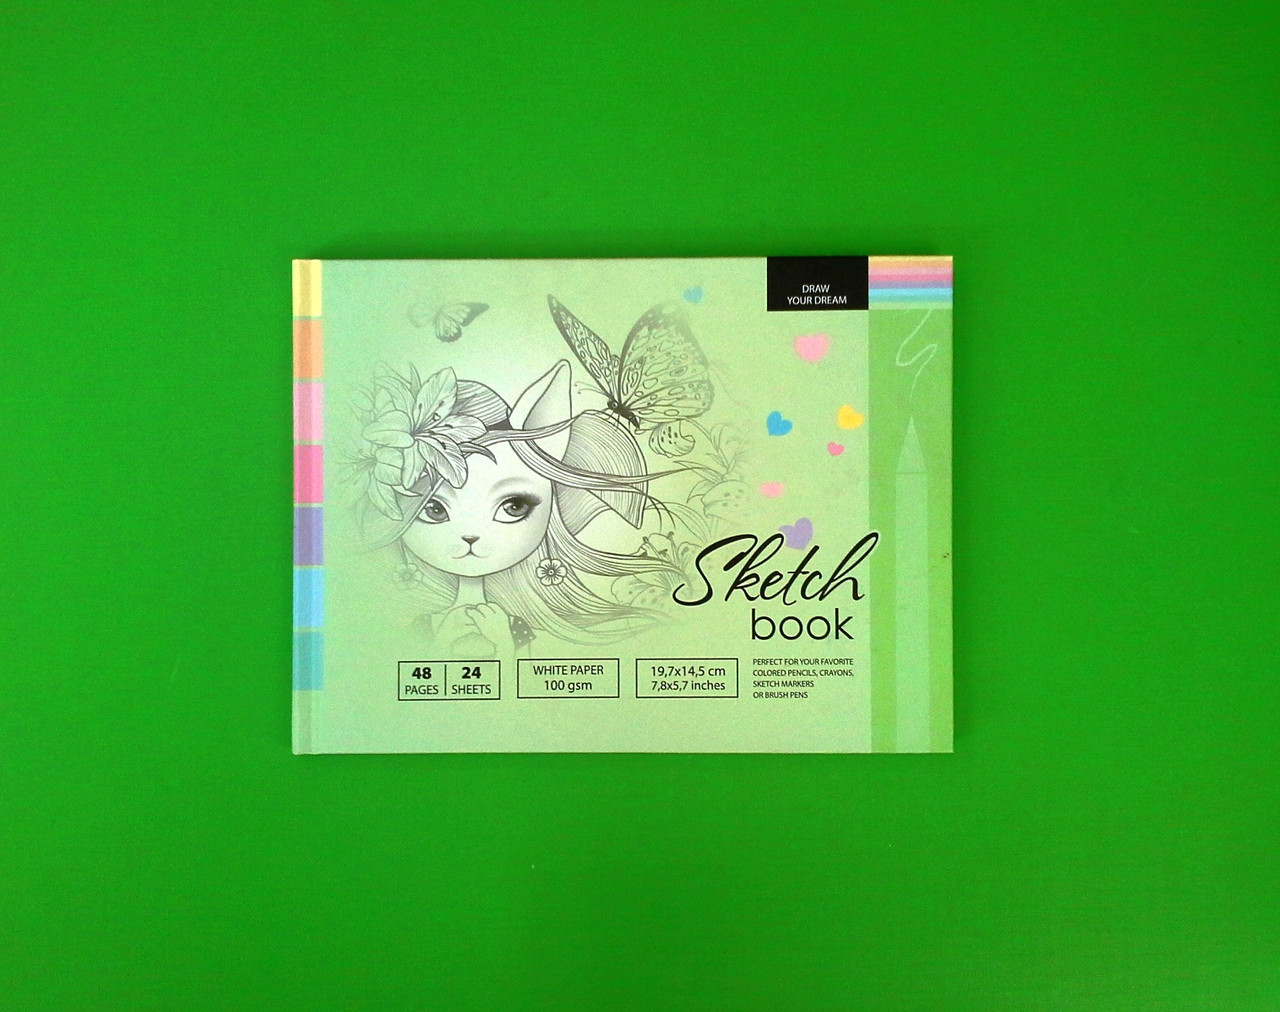 DRAW
YOUR DREAM
Sketch
book
48 PAGES
24 SHEETS
WHITE PAPER
100 gsm
19,7x14,5 cm
7,8x5,7 inches
PERFECT FOR YOUR FAVORITE
COLORED PENCILS, CRAYONS,
SKETCH MARKERS
OR BRUSH PENS